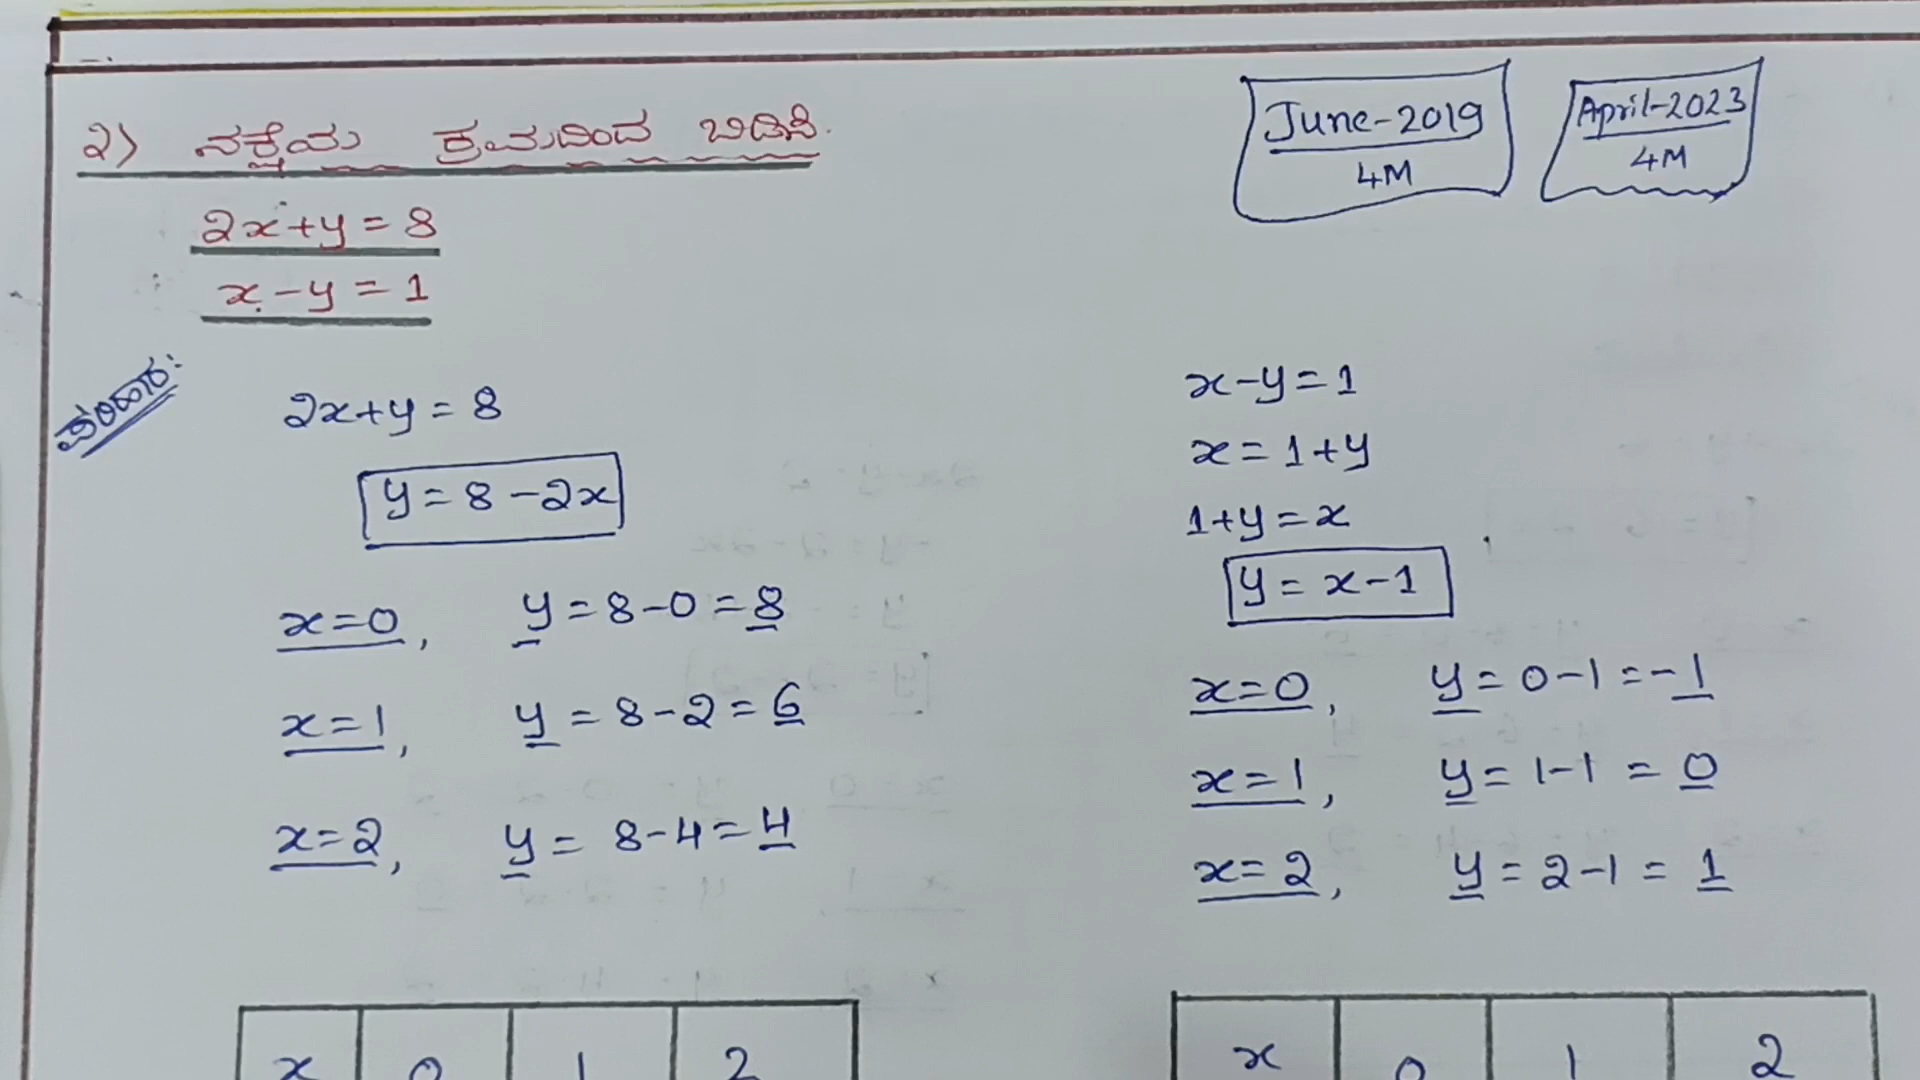 ೨) ನಕ್ಷೆಯ ಕ್ರಮದಿಂದ ಬಿಡಿಸಿ.
June-2019
4M
April-2023
4M
2x+y=8
x-y=1
ಪರಿಹಾರ:
2x+y=8
y=8-2x
x=0, y=8-0=8
x=1, y=8-2=6
x=2, y=8-4=4
x 0 1 2
x-y=1
x=1+y
1+y=x
y=x-1
x=0, y=0-1=-1
x=1, y=1-1=0
x=2, y=2-1=1
x 0 1 2